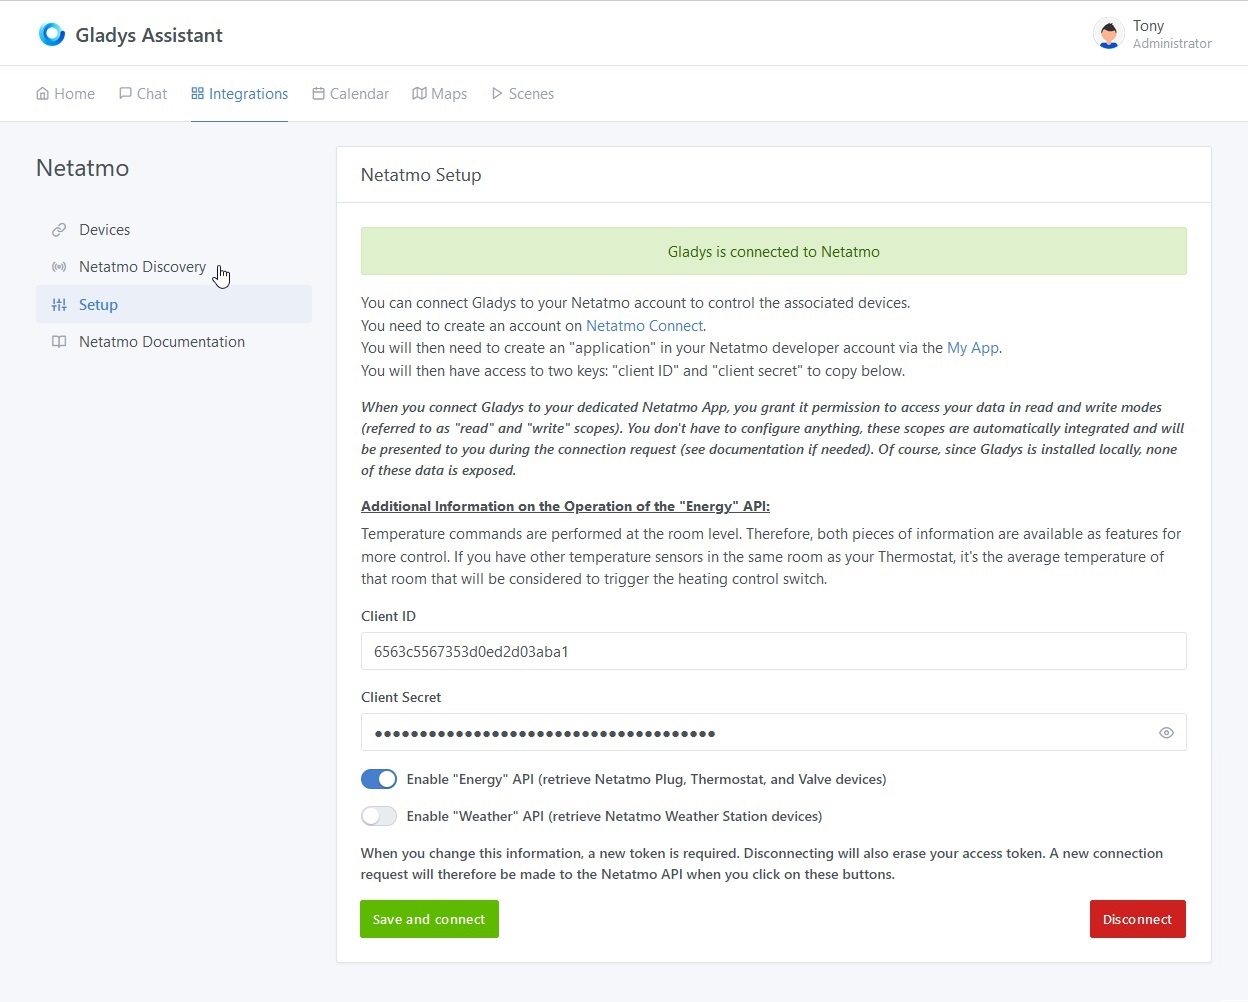 Gladys Assistant
Tony
Administrator
Home
Chat
Integrations
Calendar
Maps
Scenes
Netatmo
Devices
Netatmo Discovery
Setup
Netatmo Documentation
Netatmo Setup
Gladys is connected to Netatmo
You can connect Gladys to your Netatmo account to control the associated devices.
You need to create an account on Netatmo Connect.
You will then need to create an "application" in your Netatmo developer account via the My App.
You will then have access to two keys: "client ID" and "client secret" to copy below.
When you connect Gladys to your dedicated Netatmo App, you grant it permission to access your data in read and write modes
(referred to as "read" and "write" scopes). You don't have to configure anything, these scopes are automatically integrated and will
be presented to you during the connection request (see documentation if needed). Of course, since Gladys is installed locally, none
of these data is exposed.
Additional Information on the Operation of the "Energy" API:
Temperature commands are performed at the room level. Therefore, both pieces of information are available as features for
more control. If you have other temperature sensors in the same room as your Thermostat, it's the average temperature of
that room that will be considered to trigger the heating control switch.
Client ID
6563c5567353d0ed2d03aba1
Client Secret
••••••••••••••••••••••••••••••••••••••
Enable "Energy" API (retrieve Netatmo Plug, Thermostat, and Valve devices)
Enable "Weather" API (retrieve Netatmo Weather Station devices)
When you change this information, a new token is required. Disconnecting will also erase your access token. A new connection
request will therefore be made to the Netatmo API when you click on these buttons.
Save and connect
Disconnect